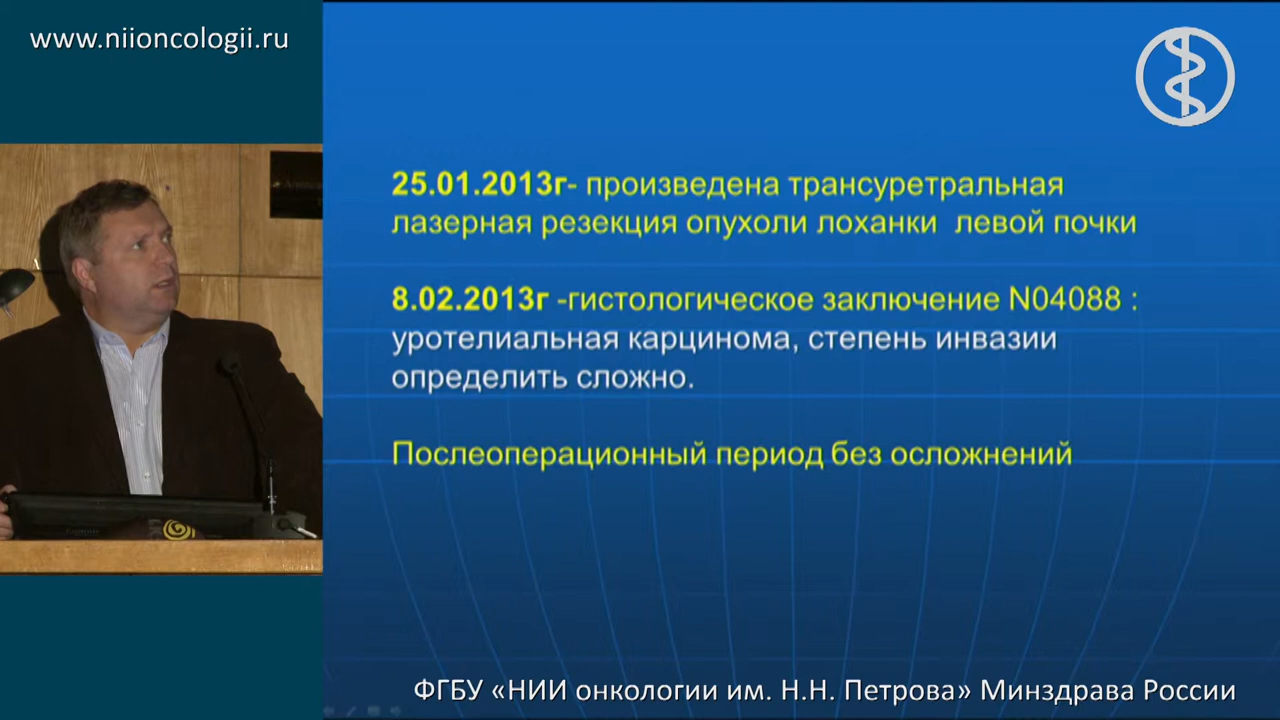 www.niioncologii.ru
25.01.2013г- произведена трансуретральная
лазерная резекция опухоли лоханки левой почки
8.02.2013г -гистологическое заключение N04088 :
уротелиальная карцинома, степень инвазии
определить сложно.
Послеоперационный период без осложнений
ФГБУ «НИИ онкологии им. Н.Н. Петрова» Минздрава России